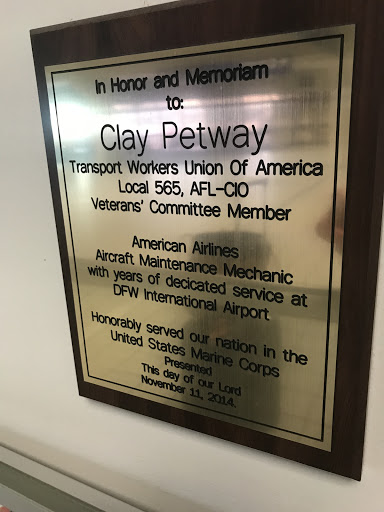 In Honor and Memoriam
to:
Clay Petway
Transport Workers Union Of America
Local 565, AFL-CIO
Veterans' Committee Member
American Airlines
Aircraft Maintenance Mechanic
with years of decicated service at
DFW International Airport
Honorably served our nation in the
United States Marine Corps
Presented
This day of our Lord
November 11, 2014.